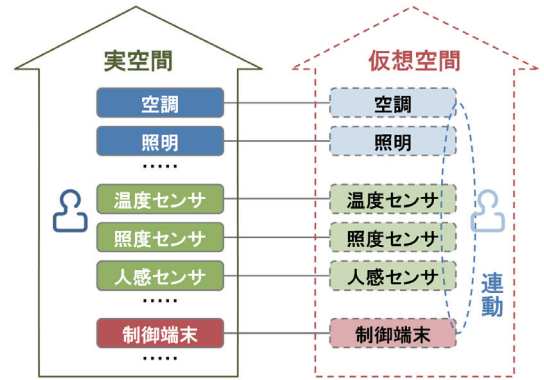 実空間
空調
照明
.....
温度センサ
照度センサ
人感センサ
.....
制御端末
.....
仮想空間
空調
照明
温度センサ
照度センサ
人感センサ
制御端末
連動